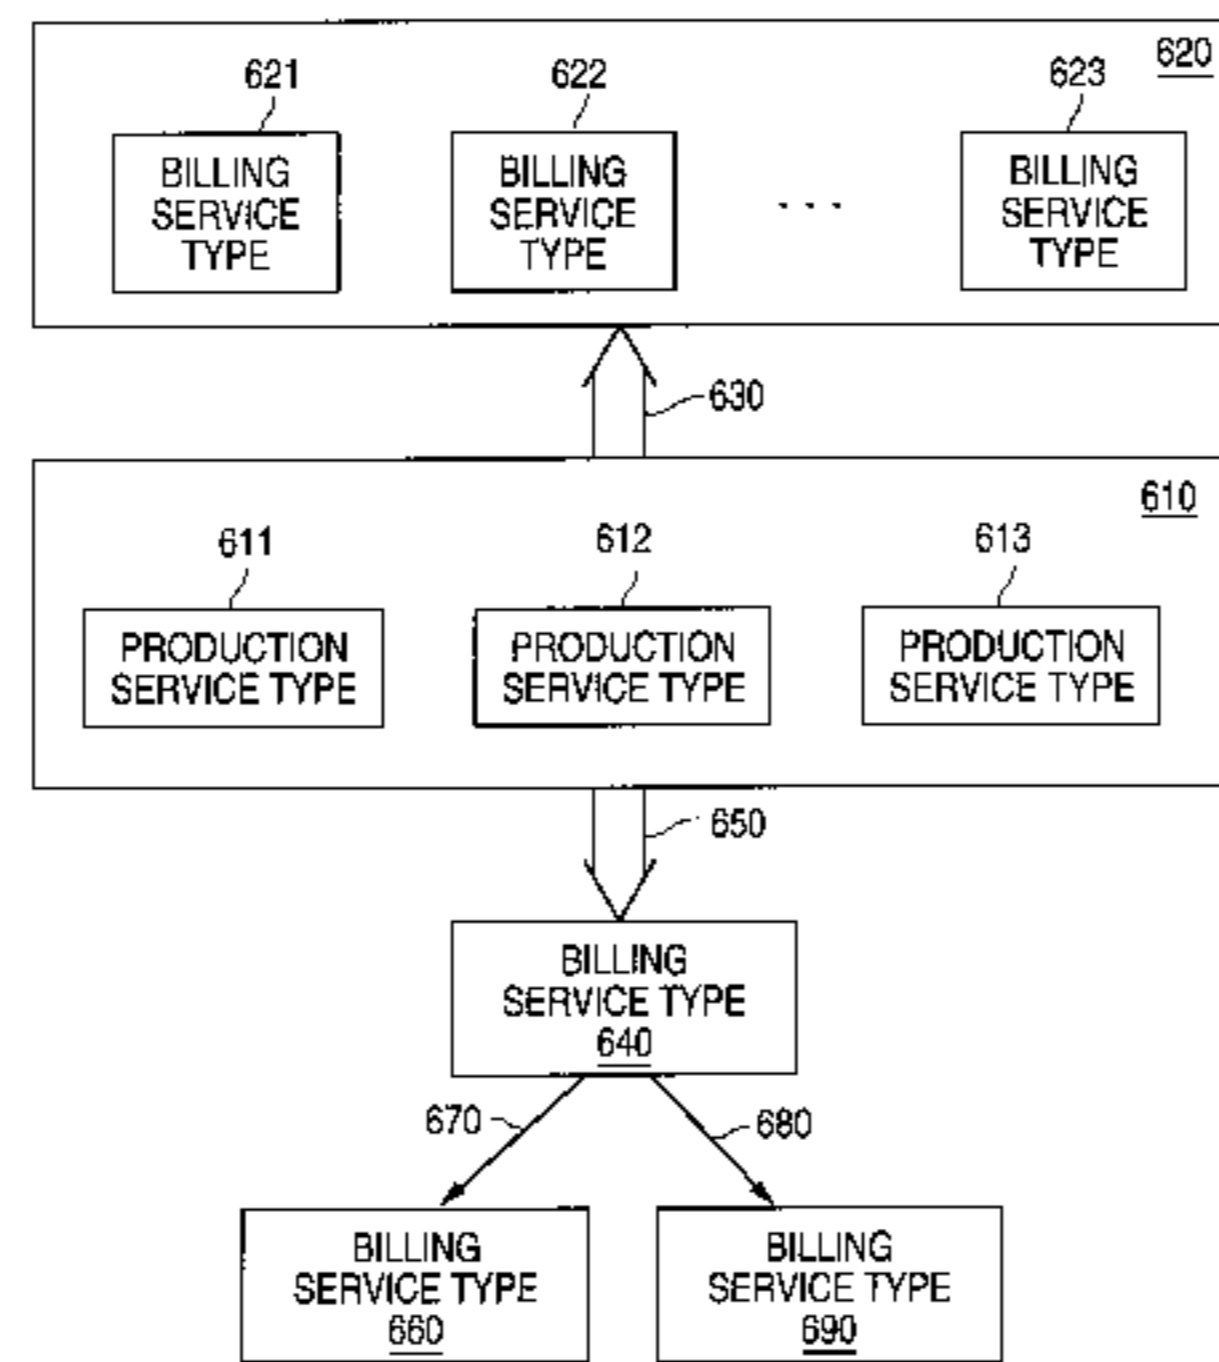 620
621
622
623
BILLING
SERVICE
TYPE
BILLING
SERVICE
TYPE
. . .
BILLING
SERVICE
TYPE
630
610
611
612
613
PRODUCTION
SERVICE TYPE
PRODUCTION
SERVICE TYPE
PRODUCTION
SERVICE TYPE
650
BILLING
SERVICE TYPE
640
670
680
BILLING
SERVICE TYPE
660
BILLING
SERVICE TYPE
690